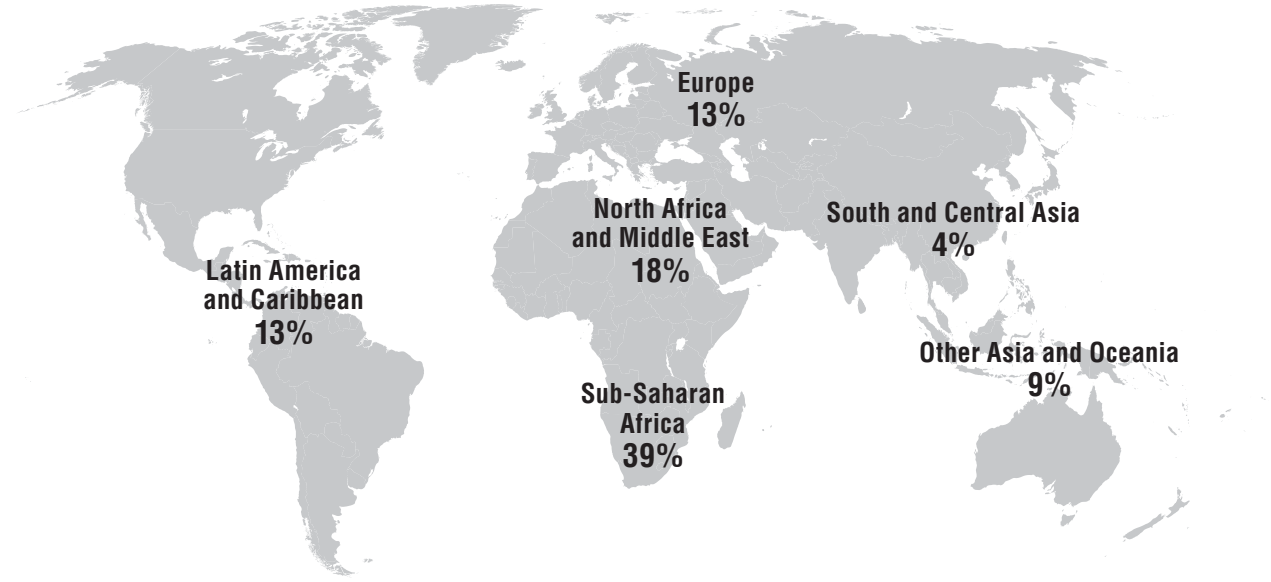 Europe
13%
North Africa
and Middle East
18%
South and Central Asia
4%
Latin America
and Caribbean
13%
Other Asia and Oceania
9%
Sub-Saharan
Africa
39%